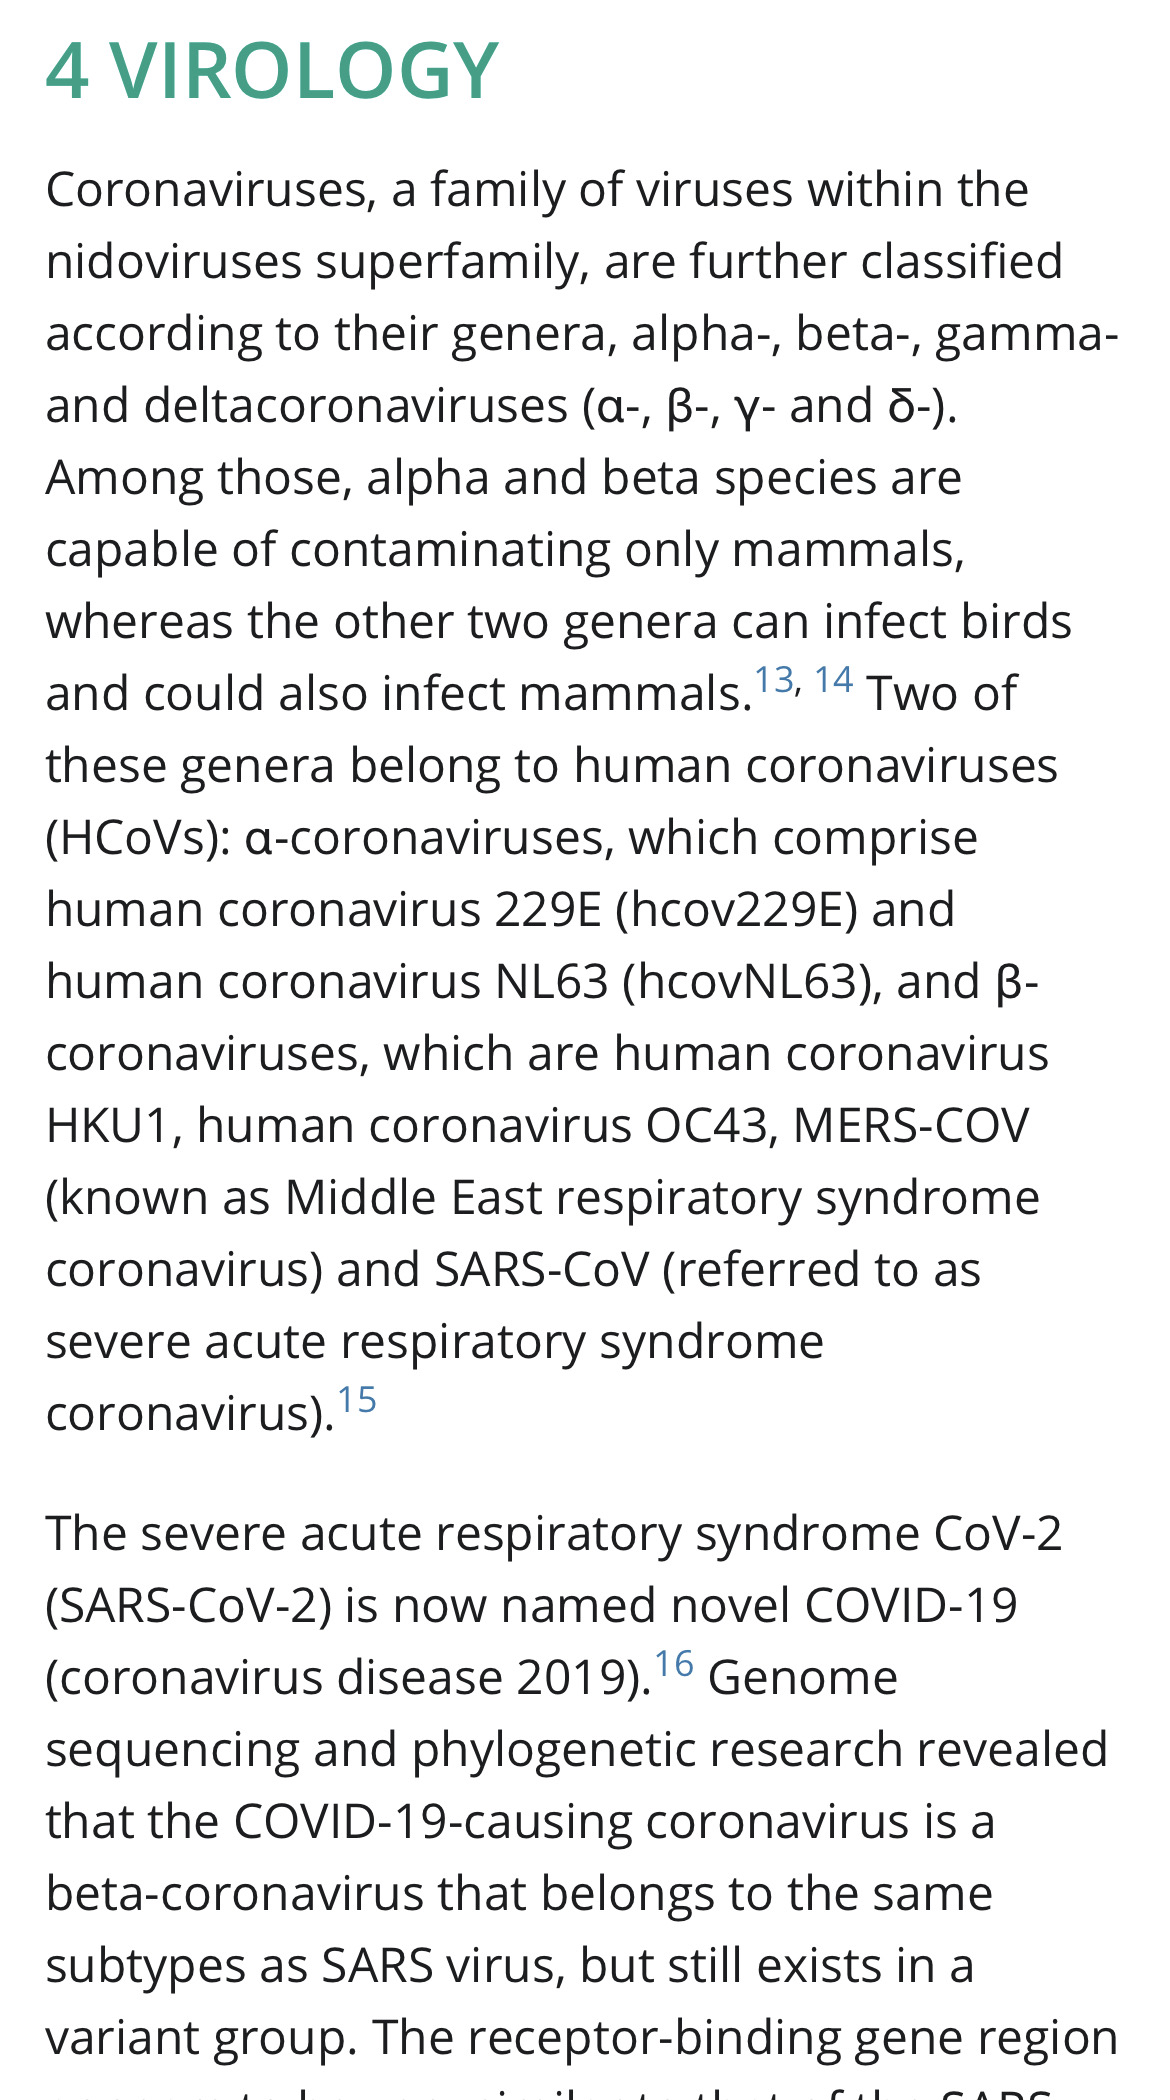 4 VIROLOGY
Coronaviruses, a family of viruses within the
nidoviruses superfamily, are further classified
according to their genera, alpha-, beta-, gamma-
and deltacoronaviruses (α-, β-, γ- and δ-).
Among those, alpha and beta species are
capable of contaminating only mammals,
whereas the other two genera can infect birds
and could also infect mammals.13, 14 Two of
these genera belong to human coronaviruses
(HCoVs): α-coronaviruses, which comprise
human coronavirus 229E (hcov229E) and
human coronavirus NL63 (hcovNL63), and β-
coronaviruses, which are human coronavirus
HKU1, human coronavirus OC43, MERS-COV
(known as Middle East respiratory syndrome
coronavirus) and SARS-CoV (referred to as
severe acute respiratory syndrome
coronavirus).15
The severe acute respiratory syndrome CoV-2
(SARS-CoV-2) is now named novel COVID-19
(coronavirus disease 2019).16 Genome
sequencing and phylogenetic research revealed
that the COVID-19-causing coronavirus is a
beta-coronavirus that belongs to the same
subtypes as SARS virus, but still exists in a
variant group. The receptor-binding gene region